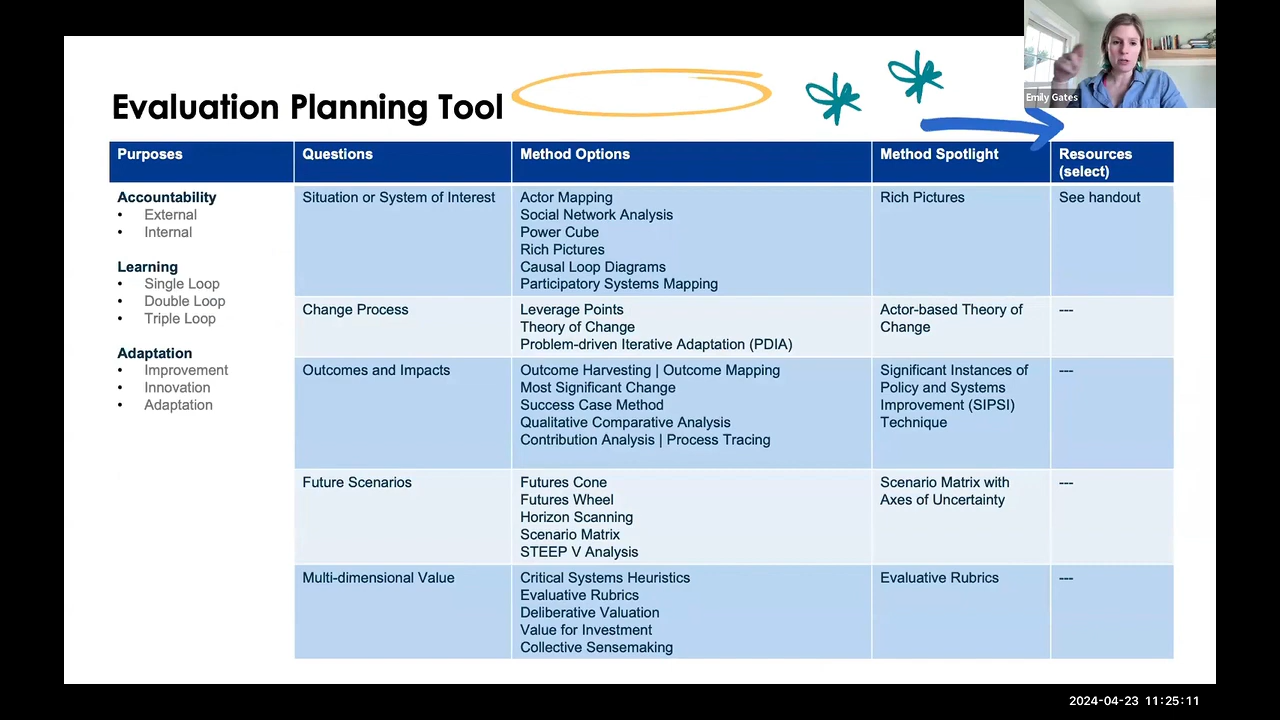 Emily Gates
Evaluation Planning Tool
Purposes
Questions
Method Options
Method Spotlight
Resources
(select)
Accountability
• External
• Internal
Learning
• Single Loop
• Double Loop
• Triple Loop
Adaptation
• Improvement
• Innovation
• Adaptation
Situation or System of Interest
Actor Mapping
Social Network Analysis
Power Cube
Rich Pictures
Causal Loop Diagrams
Participatory Systems Mapping
Rich Pictures
See handout
Change Process
Leverage Points
Theory of Change
Problem-driven Iterative Adaptation (PDIA)
Actor-based Theory of
Change
---
Outcomes and Impacts
Outcome Harvesting | Outcome Mapping
Most Significant Change
Success Case Method
Qualitative Comparative Analysis
Contribution Analysis | Process Tracing
Significant Instances of
Policy and Systems
Improvement (SIPSI)
Technique
---
Future Scenarios
Futures Cone
Futures Wheel
Horizon Scanning
Scenario Matrix
STEEP V Analysis
Scenario Matrix with
Axes of Uncertainty
---
Multi-dimensional Value
Critical Systems Heuristics
Evaluative Rubrics
Deliberative Valuation
Value for Investment
Collective Sensemaking
Evaluative Rubrics
---
2024-04-23 11:25:11